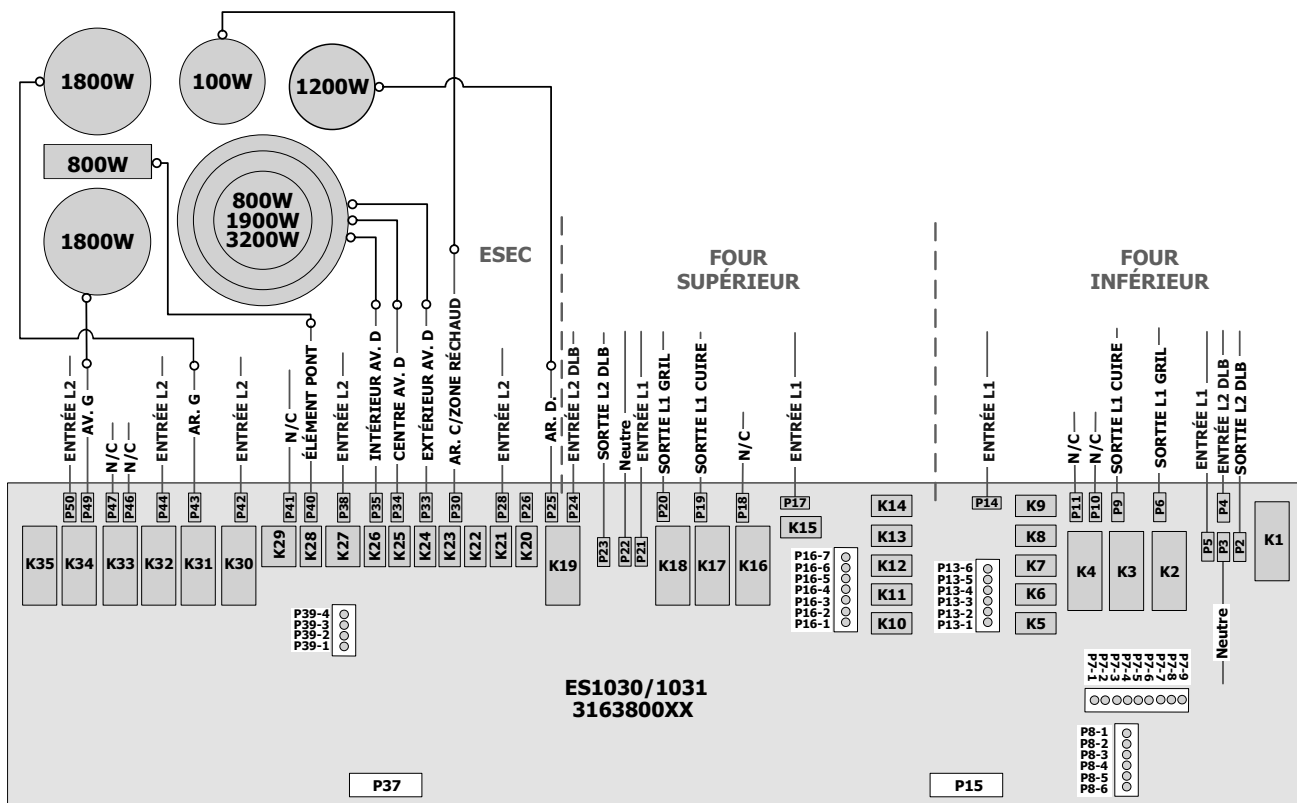 1800W
100W
1200W
800W
1800W
800W
1900W
3200W
ESEC
FOUR
SUPÉRIEUR
FOUR
INFÉRIEUR
ENTRÉE L2
AV. G
N/C
N/C
ENTRÉE L2
AR. G
ENTRÉE L2
N/C
ÉLÉMENT PONT
ENTRÉE L2
INTÉRIEUR AV. D
CENTRE AV. D
EXTÉRIEUR AV. D
AR. C/ZONE RÉCHAUD
ENTRÉE L2
AR. D.
ENTRÉE L2 DLB
SORTIE L2 DLB
Neutre
ENTRÉE L1
SORTIE L1 GRIL
SORTIE L1 CUIRE
N/C
ENTRÉE L1
ENTRÉE L1
N/C
N/C
SORTIE L1 CUIRE
SORTIE L1 GRIL
ENTRÉE L1
ENTRÉE L2 DLB
SORTIE L2 DLB
P50
P49
P47
P46
P44
P43
P42
P41
P40
P38
P35
P34
P33
P30
P28
P26
P25
P24
P23
P22
P21
P20
P19
P18
P17
P14
P11
P10
P9
P6
P5
P4
P3
P2
K35
K34
K33
K32
K31
K30
K29
K28
K27
K26
K25
K24
K23
K22
K21
K20
K19
K18
K17
K16
K15
K14
K13
K12
K11
K10
K9
K8
K7
K6
K5
K4
K3
K2
K1
P39-4
P39-3
P39-2
P39-1
P16-7
P16-6
P16-5
P16-4
P16-3
P16-2
P16-1
P13-6
P13-5
P13-4
P13-3
P13-2
P13-1
Neutre
P7-1
P7-2
P7-3
P7-4
P7-5
P7-6
P7-7
P7-8
P7-9
P8-1
P8-2
P8-3
P8-4
P8-5
P8-6
ES1030/1031
3163800XX
P37
P15